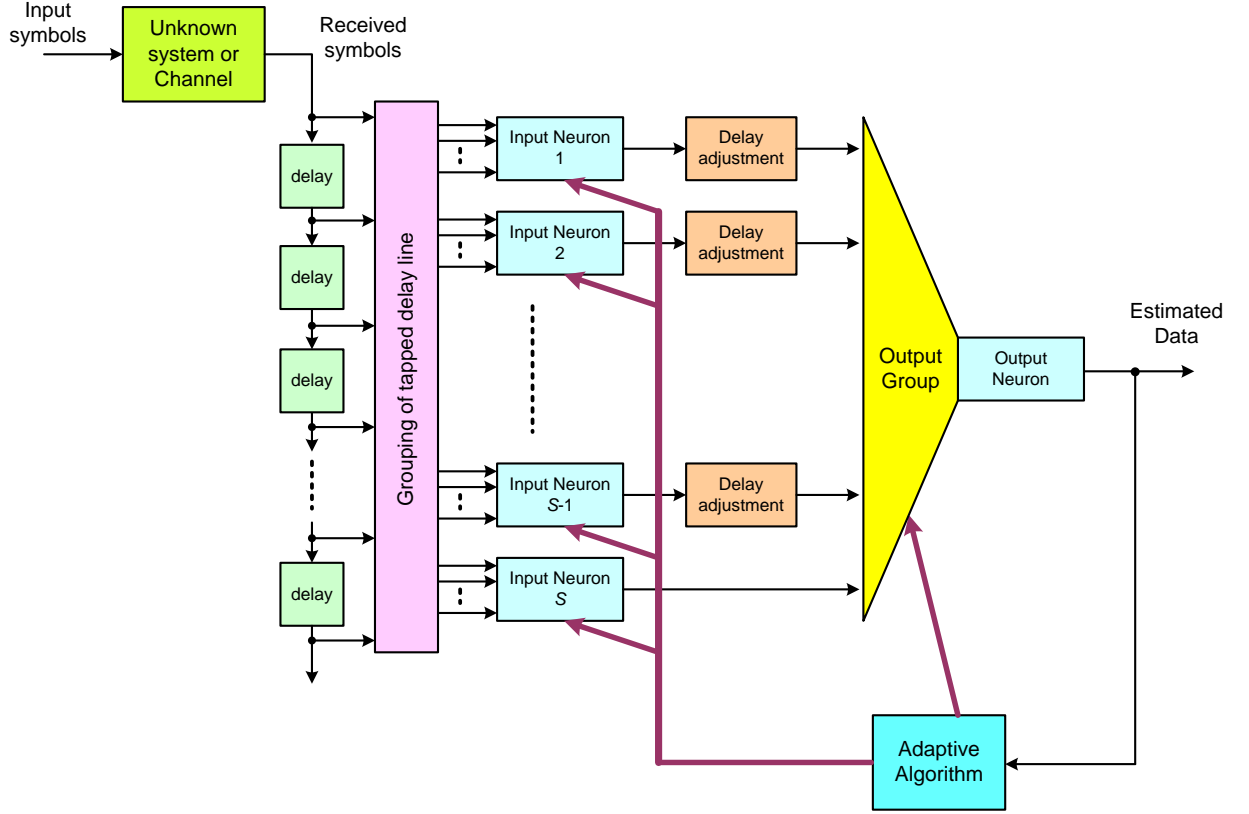 Input
symbols
Unknown
system or
Channel
Received
symbols
delay
delay
delay
delay
Grouping of tapped delay line
Input Neuron
1
Delay
adjustment
Input Neuron
2
Delay
adjustment
Input Neuron
S-1
Delay
adjustment
Input Neuron
S
Output
Group
Output
Neuron
Estimated
Data
Adaptive
Algorithm